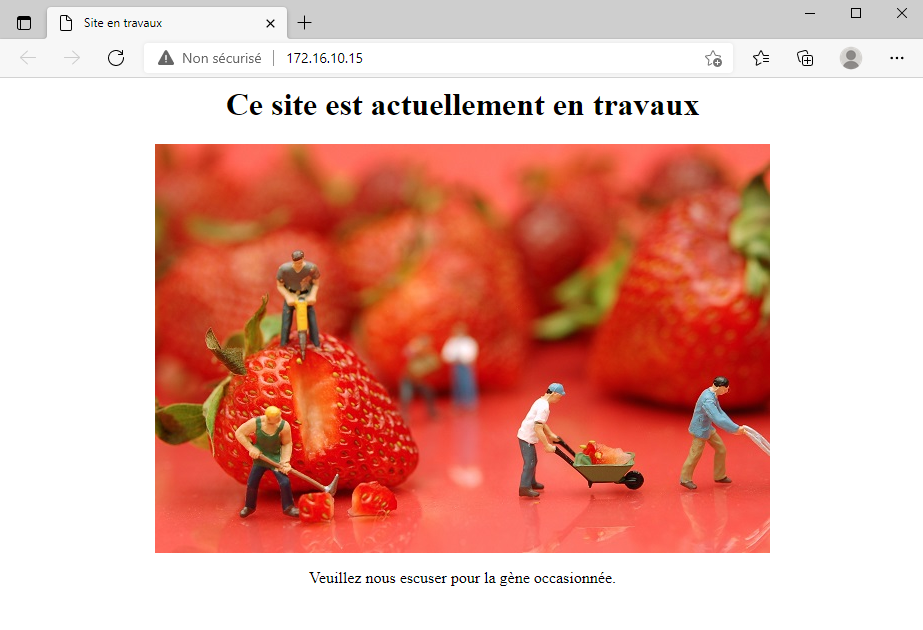 Site en travaux
Non sécurisé
172.16.10.15
Ce site est actuellement en travaux
Veuillez nous escuser pour la gène occasionnée.